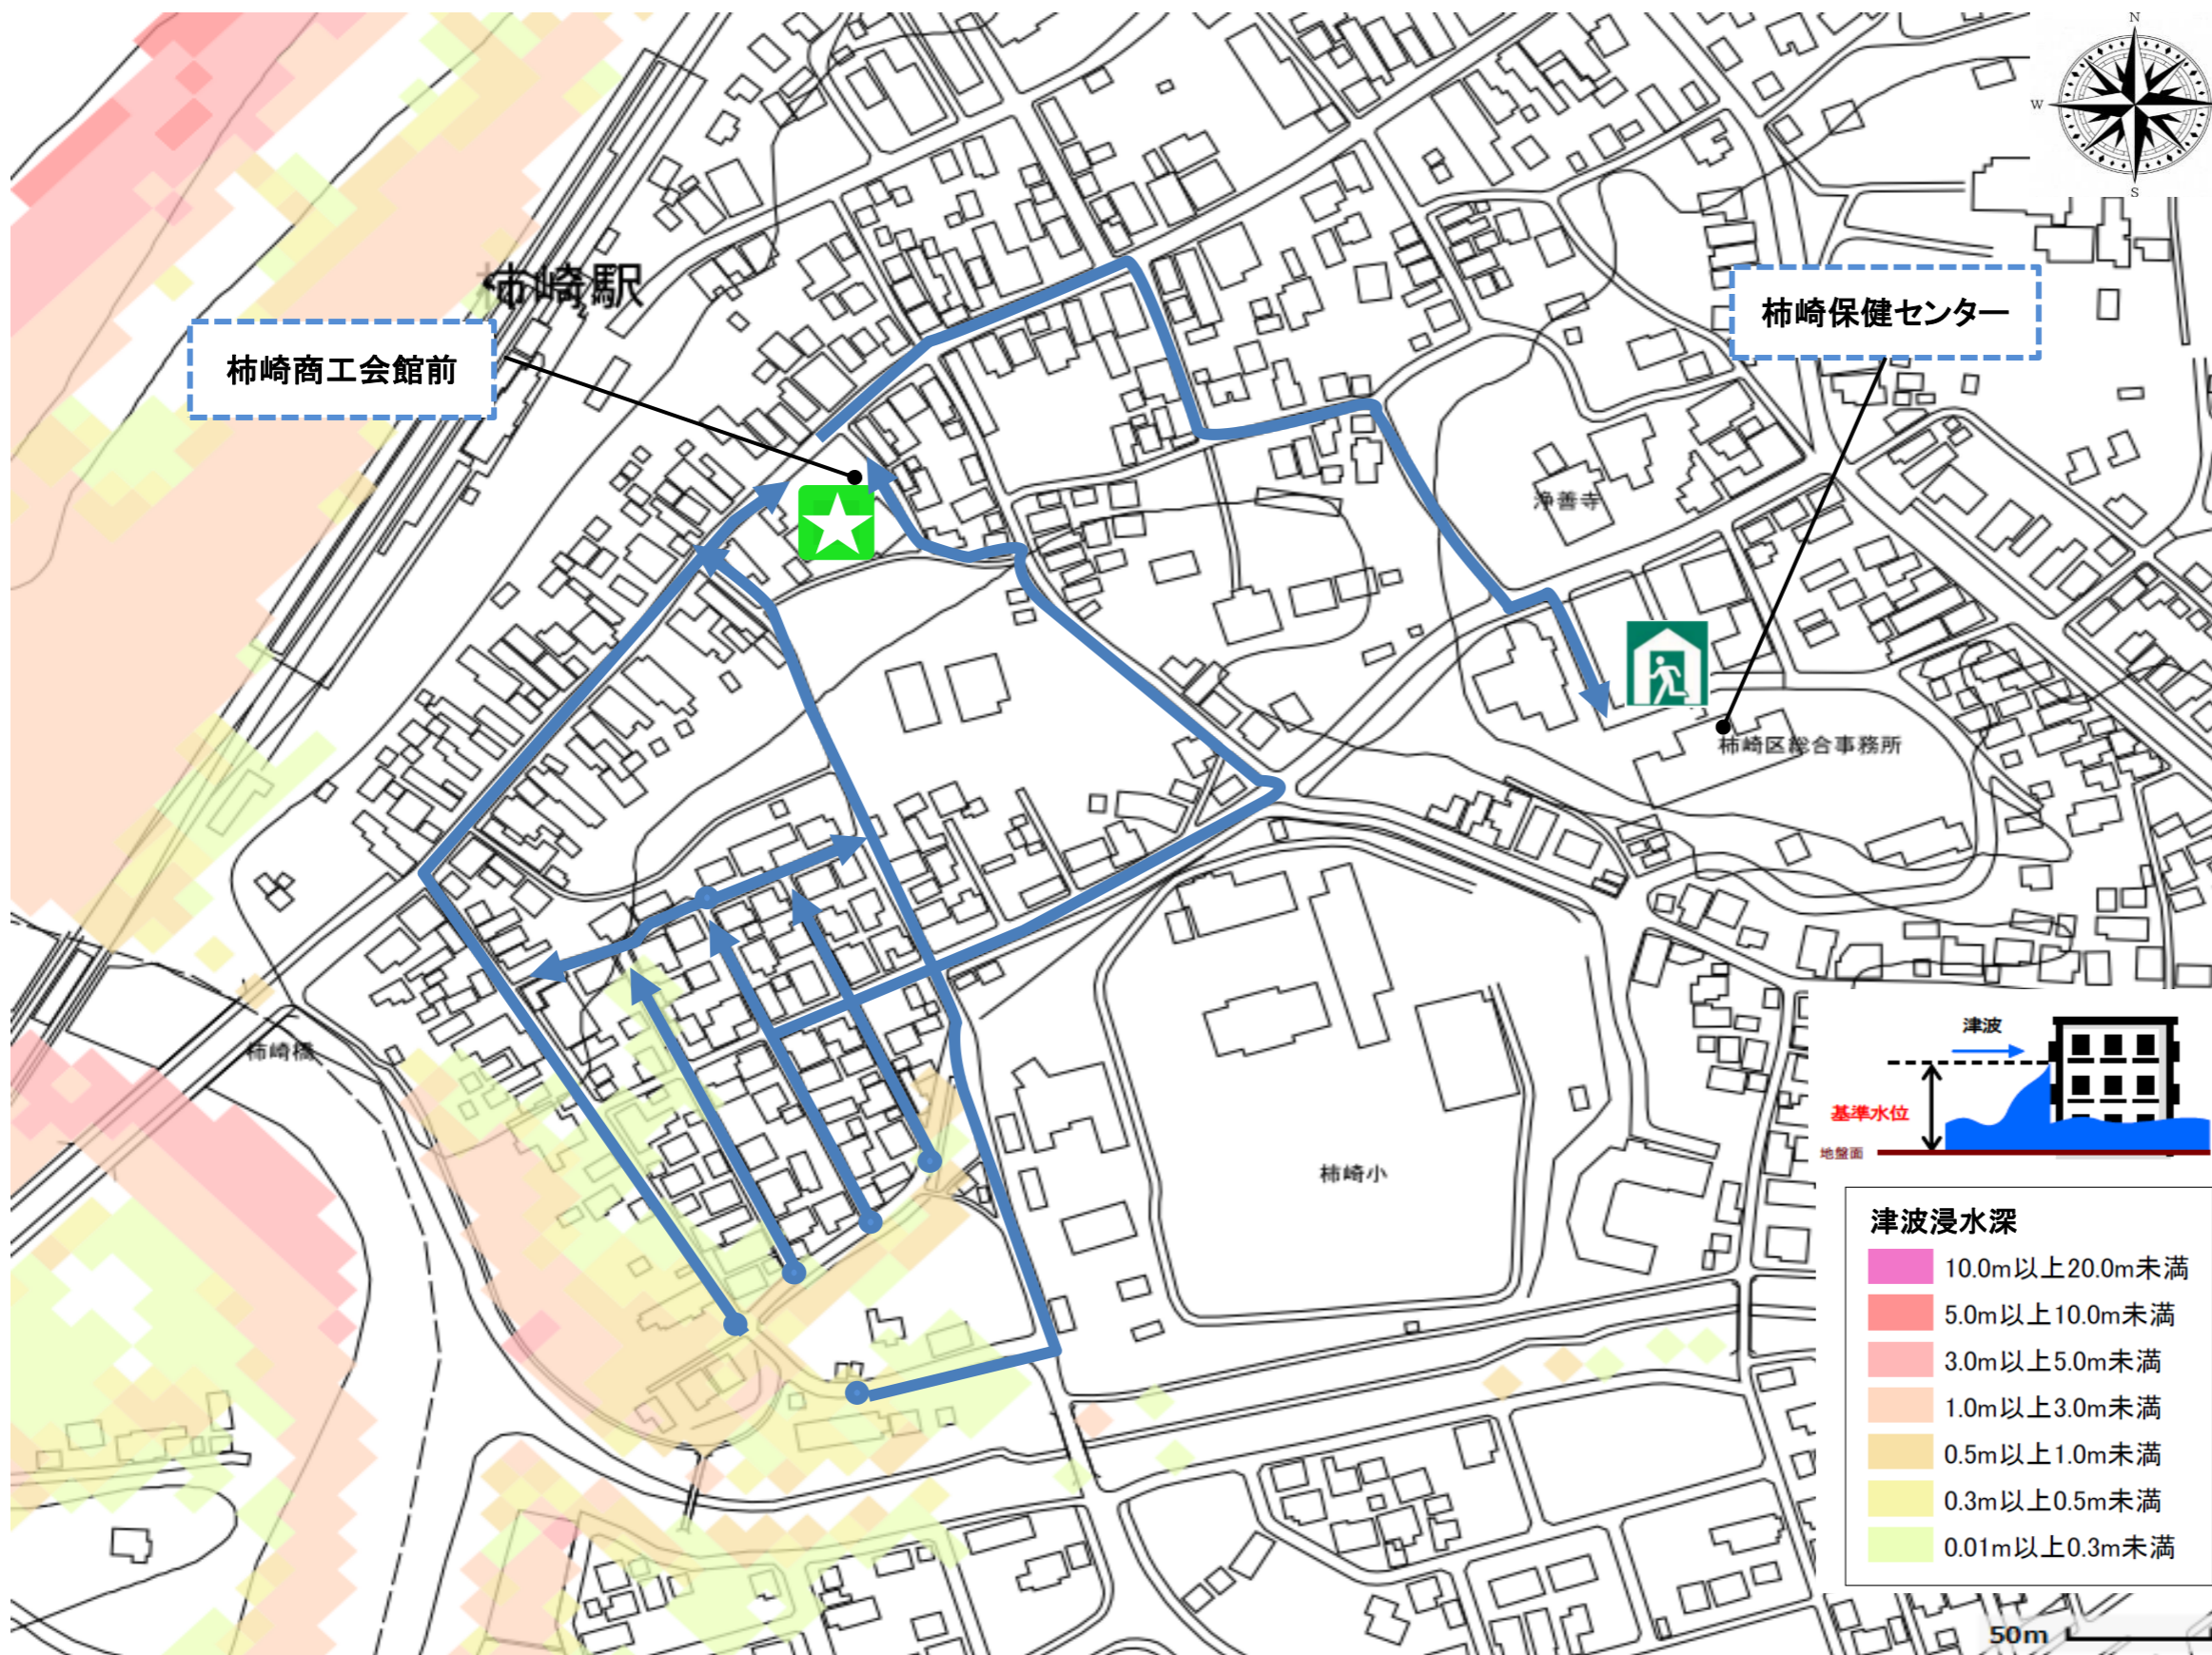 N
W
S
柿崎駅
柿崎保健センター
柿崎商工会館前
浄善寺
柿崎区総合事務所
柿崎橋
津波
基準水位
地盤面
柿崎小
津波浸水深
10.0m以上20.0m未満
5.0m以上10.0m未満
3.0m以上5.0m未満
1.0m以上3.0m未満
0.5m以上1.0m未満
0.3m以上0.5m未満
0.01m以上0.3m未満
50m